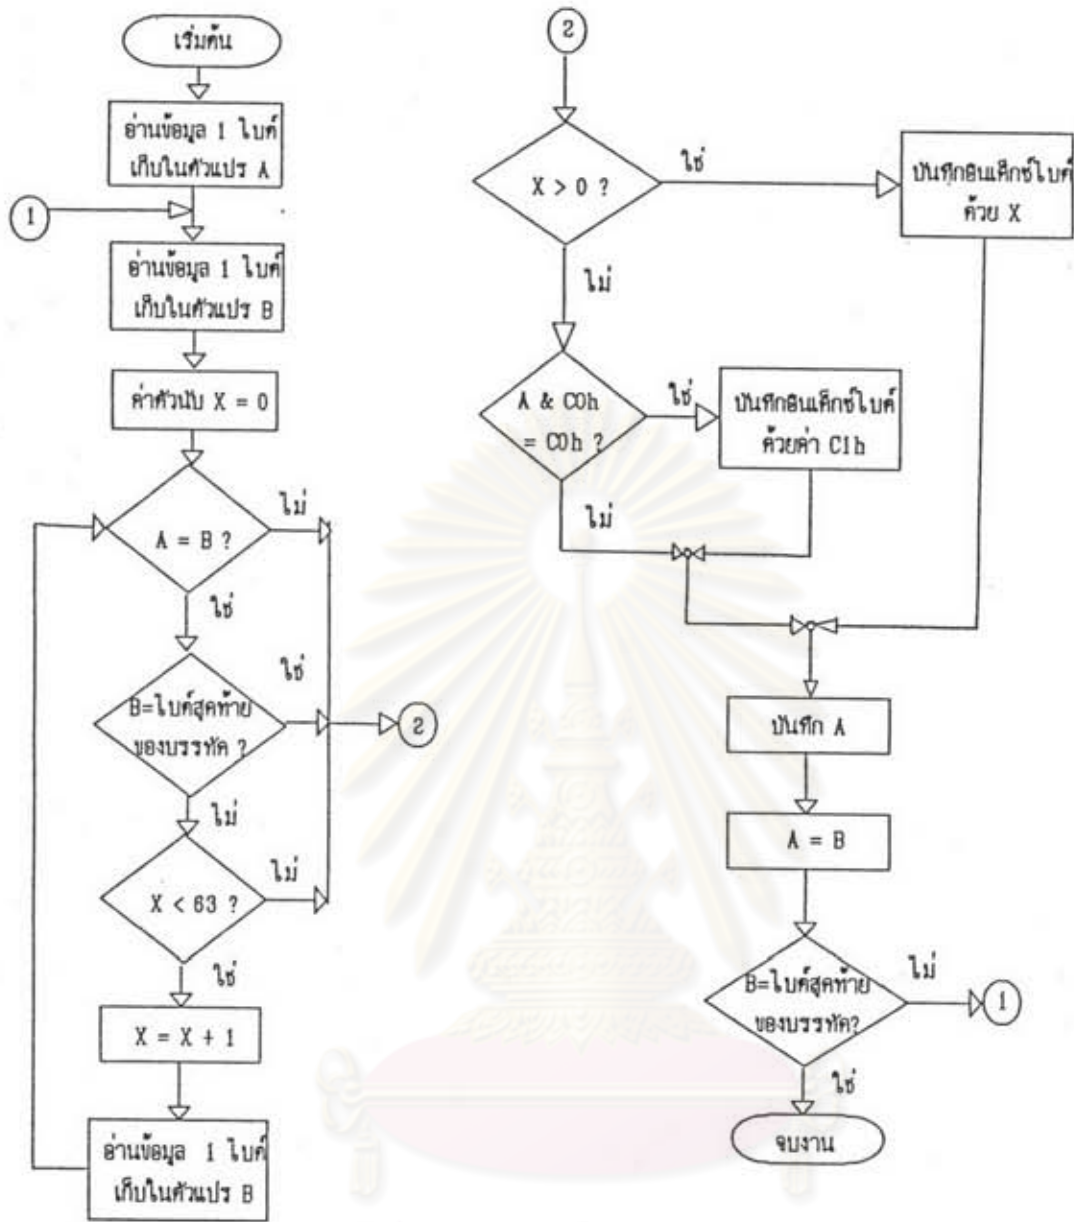 เริ่มต้น
อ่านข้อมูล 1 ไบต์
เก็บในตัวแปร A
1
อ่านข้อมูล 1 ไบต์
เก็บในตัวแปร B
ค่าตัวนับ X = 0
A = B ?
ไม่
ใช่
B=ไบต์สุดท้าย
ของบรรทัด ?
ใช่
2
ไม่
X < 63 ?
ไม่
ใช่
X = X + 1
อ่านข้อมูล 1 ไบต์
เก็บในตัวแปร B
2
X > 0 ?
ใช่
บันทึกอินเด็กซ์ไบต์
ด้วย X
ไม่
A & C0h
= C0h ?
ใช่
บันทึกอินเด็กซ์ไบต์
ด้วยค่า C1h
ไม่
บันทึก A
A = B
B=ไบต์สุดท้าย
ของบรรทัด?
ไม่
1
ใช่
จบงาน